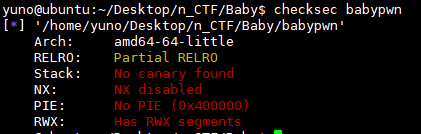 yuno@ubuntu:~/Desktop/n_CTF/Baby$ checksec babypwn
[*] '/home/yuno/Desktop/n_CTF/Baby/babypwn'
Arch: amd64-64-little
RELRO: Partial RELRO
Stack: No canary found
NX: NX disabled
PIE: No PIE (0x400000)
RWX: Has RWX segments